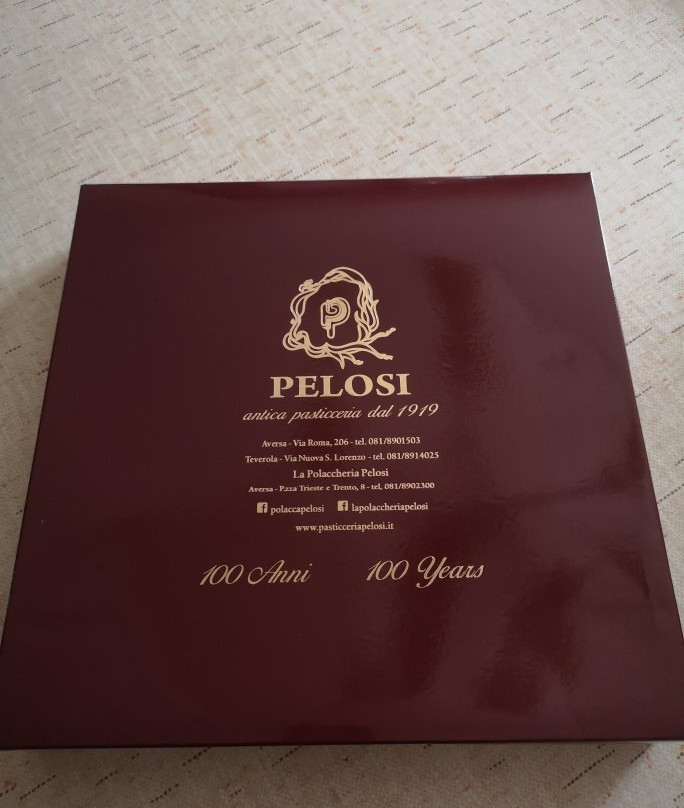 P
PELOSI
antica pasticceria dal 1919
Aversa - Via Roma, 206 - tel. 081/8901503
Teverola - Via Nuova S. Lorenzo - tel. 081/8914025
La Polaccheria Pelosi
Aversa - P.zza Trieste e Trento, 8 - tel. 081/8902300
polaccapelosi lapolaccheriapelosi
www.pasticceriapelosi.it
100 Anni 100 Years